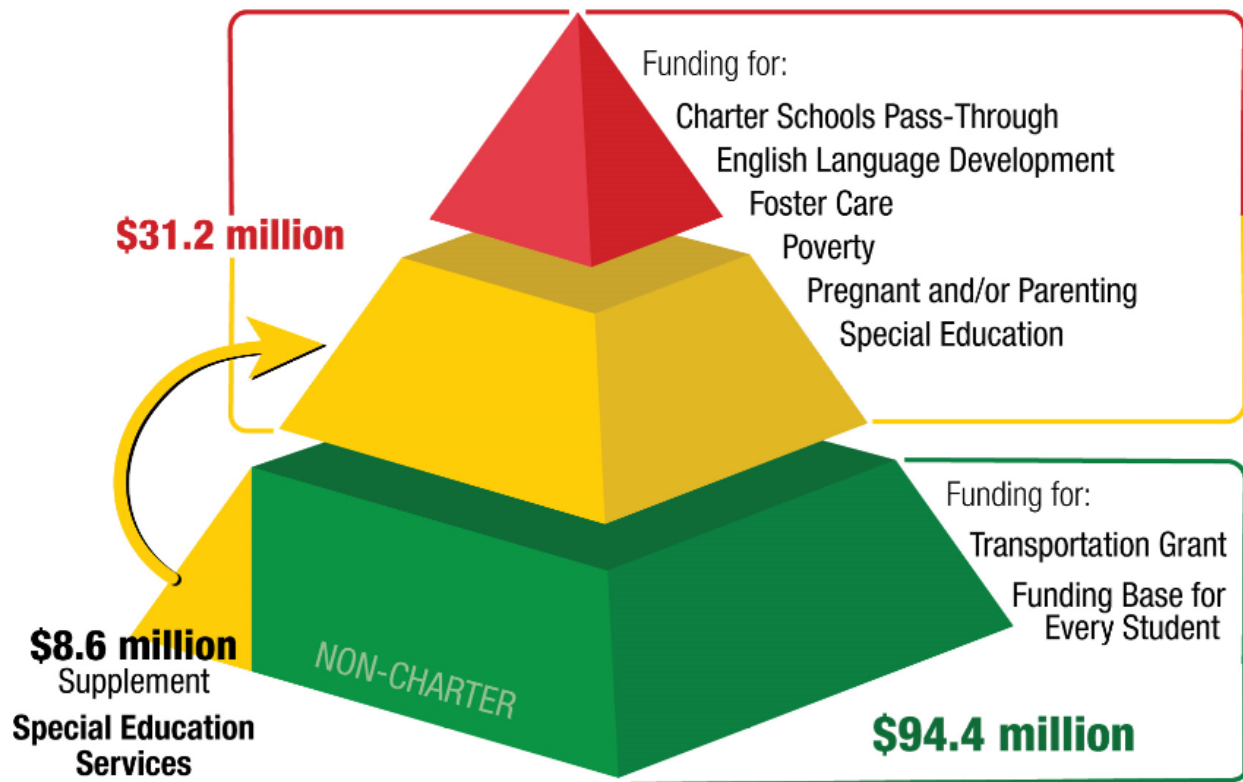 Funding for:
Charter Schools Pass-Through
English Language Development
Foster Care
Poverty
Pregnant and/or Parenting
Special Education
$31.2 million
Funding for:
Transportation Grant
Funding Base for
Every Student
$8.6 million
Supplement
Special Education
Services
NON-CHARTER
$94.4 million